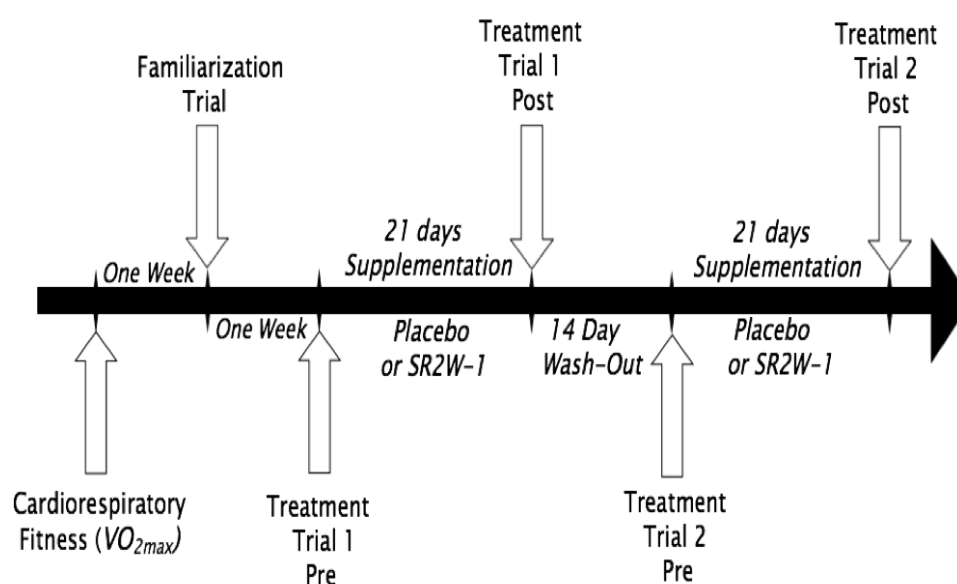 Familiarization
Trial
Treatment
Trial 1
Post
Treatment
Trial 2
Post
One Week
21 days
Supplementation
21 days
Supplementation
One Week
Placebo
or SR2W-1
14 Day
Wash-Out
Placebo
or SR2W-1
Cardiorespiratory
Fitness (VO2max)
Treatment
Trial 1
Pre
Treatment
Trial 2
Pre